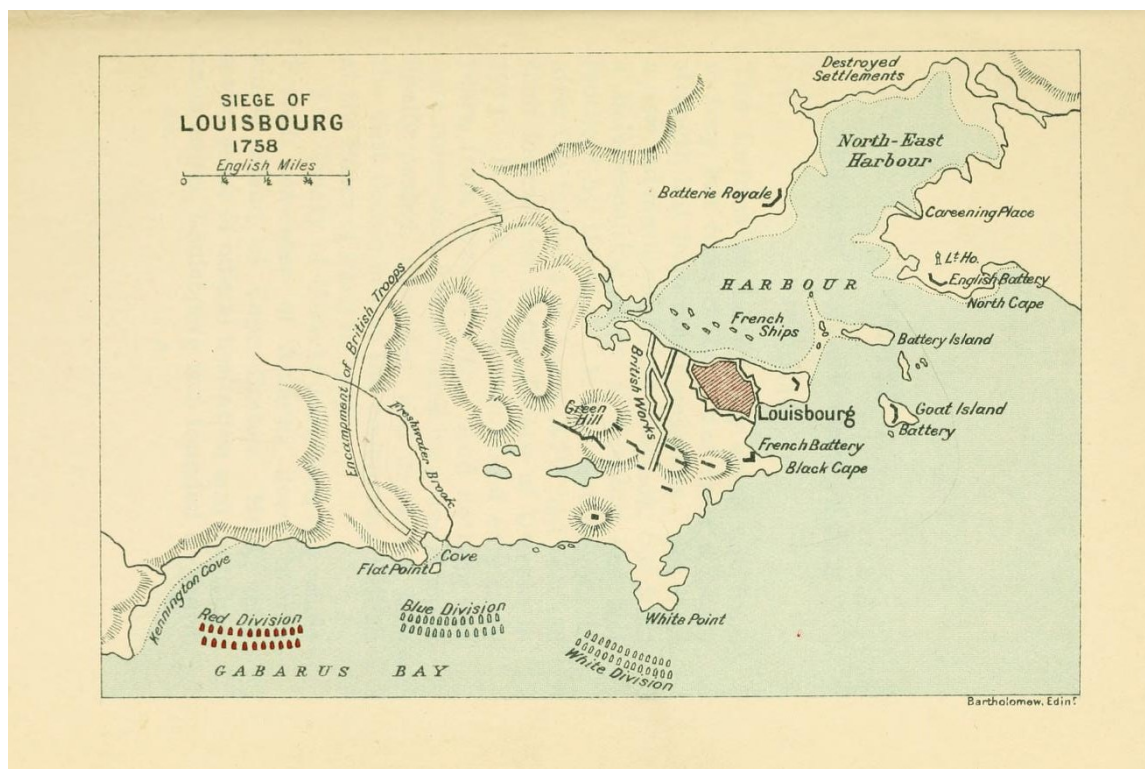 SIEGE OF
LOUISBOURG
1758
English Miles
0 ¼ ½ ¾ 1
Destroyed
Settlements
North-East
Harbour
Batterie Royale
Careening Place
Lt. Ho.
English Battery
North Cape
HARBOUR
French
Ships
Battery Island
Encampment of British Troops
Freshwater Brook
British Works
Green
Hill
Louisbourg
Goat Island
Battery
French Battery
Black Cape
Kennington Cove
Flat Point
Cove
White Point
Red Division
Blue Division
White Division
GABARUS BAY
Bartholomew, Edinr.